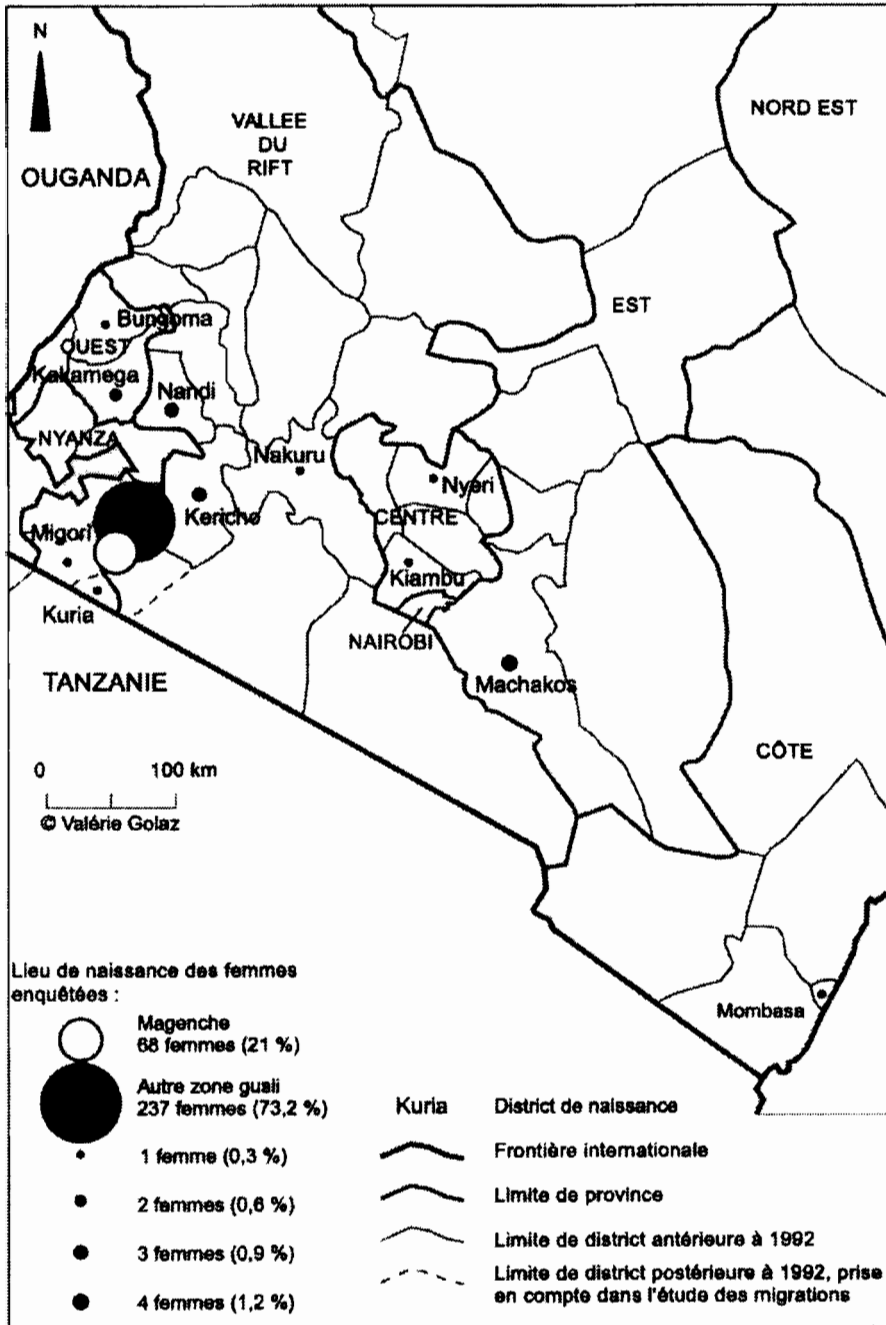 N
NORD EST
VALLEE
DU
RIFT
OUGANDA
EST
Bungoma
OUEST
Kakamega
Nandi
NYANZA
Nakuru
Nyeri
Kericho
CENTRE
Migori
Kiambu
Kuria
NAIROBI
TANZANIE
Machakos
CÔTE
0 100 km
© Valérie Golaz
Mombasa
Lieu de naissance des femmes
enquêtées :
Magenche
68 femmes (21 %)
Autre zone gusii
237 femmes (73,2 %)
1 femme (0,3 %)
2 femmes (0,6 %)
3 femmes (0,9 %)
4 femmes (1,2 %)
Kuria District de naissance
Frontière internationale
Limite de province
Limite de district antérieure à 1992
Limite de district postérieure à 1992, prise
en compte dans l'étude des migrations